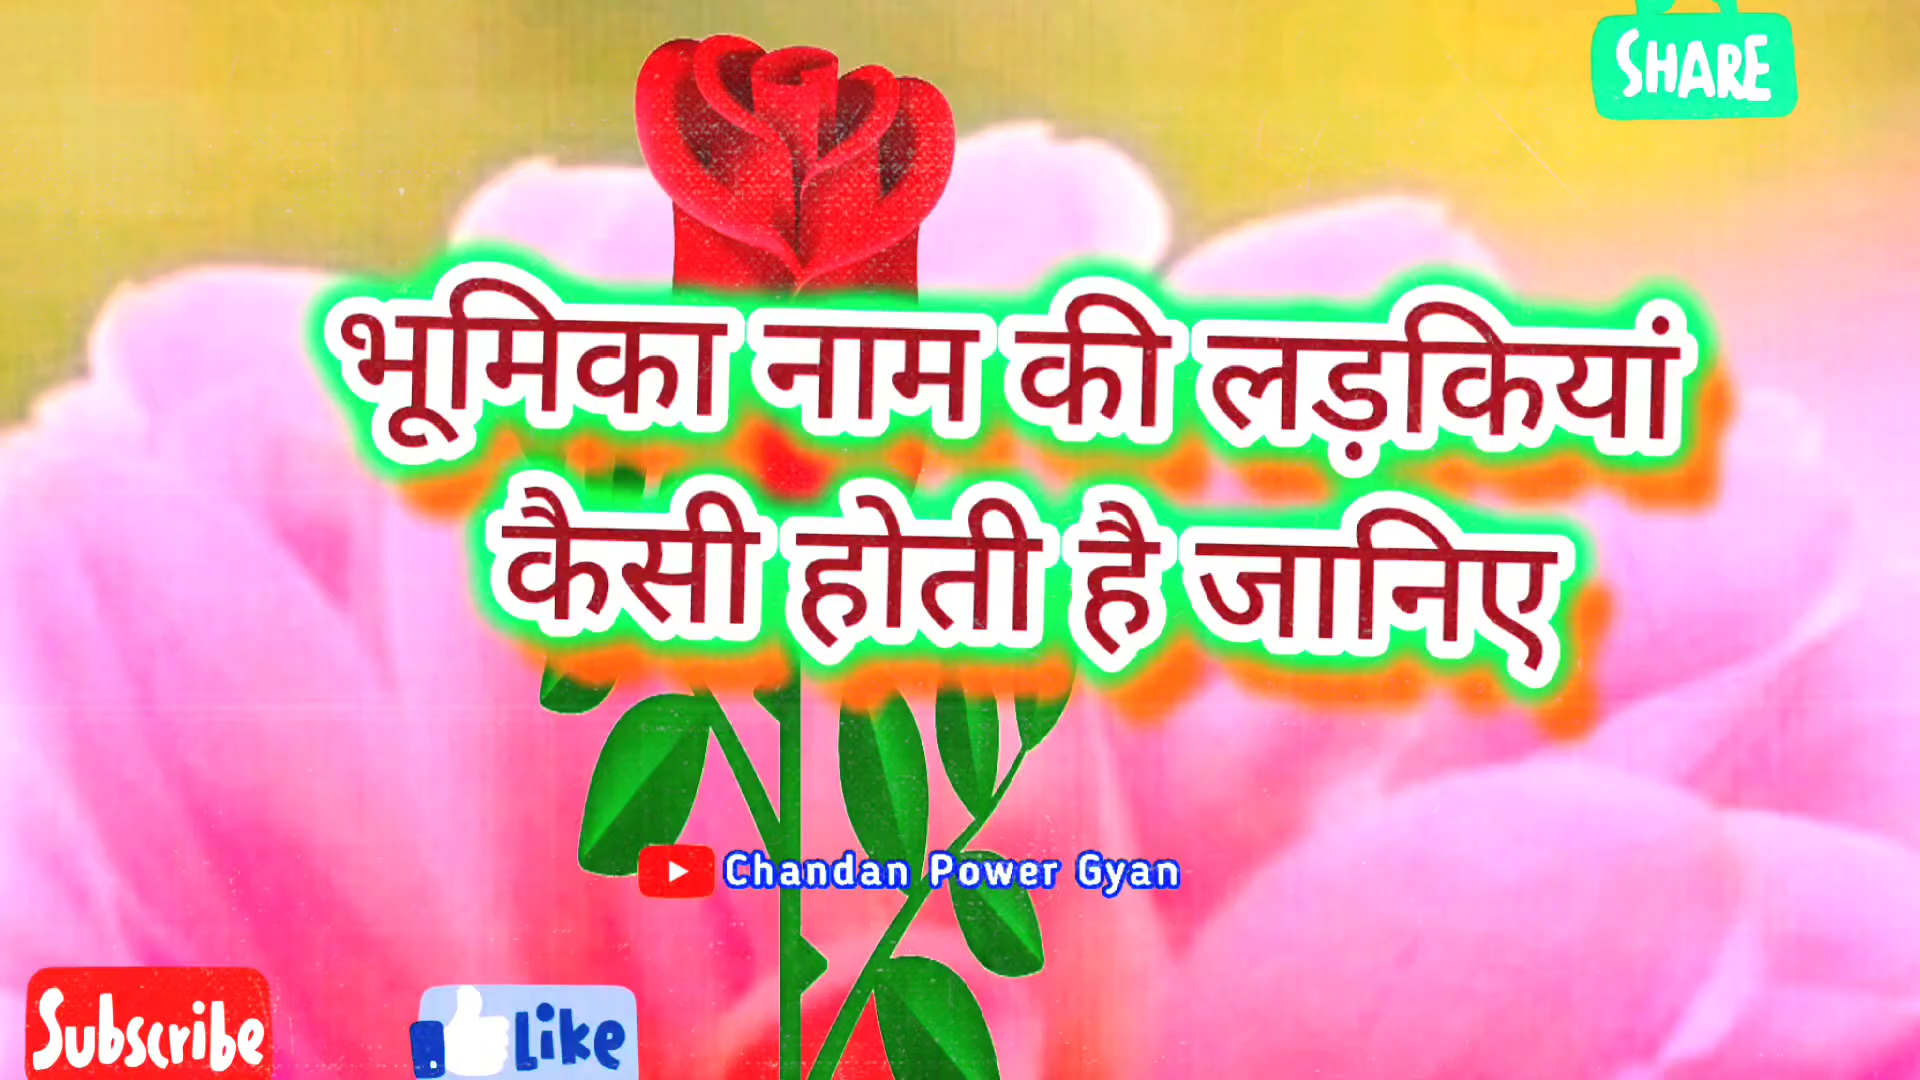 SHARE
भूमिका नाम की लड़कियां
कैसी होती है जानिए
Chandan Power Gyan
Subscribe
Like